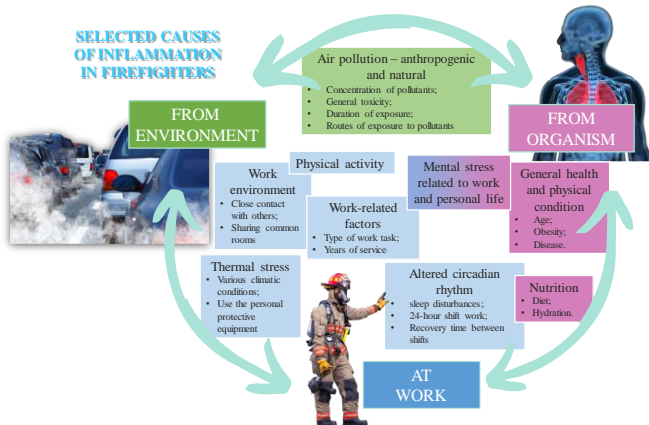 SELECTED CAUSES
OF INFLAMMATION
IN FIREFIGHTERS
Air pollution – anthropogenic
and natural
• Concentration of pollutants;
• General toxicity;
• Duration of exposure;
• Routes of exposure to pollutants
FROM
ENVIRONMENT
FROM
ORGANISM
Physical activity
Work
environment
• Close contact
with others;
• Sharing common
rooms
Mental stress
related to work
and personal life
General health
and physical
condition
• Age;
• Obesity;
• Disease.
Work-related
factors
• Type of work task;
• Years of service
Thermal stress
• Various climatic
conditions;
• Use the personal
protective
equipment
Altered circadian
rhythm
• sleep disturbances;
• 24-hour shift work;
• Recovery time between
shifts
Nutrition
• Diet;
• Hydration.
AT
WORK